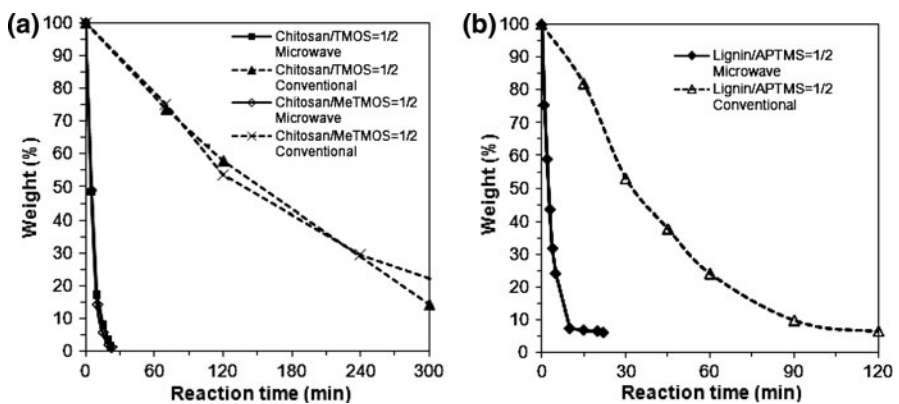 (a)
Weight (%)
100
90
80
70
60
50
40
30
20
10
0
0 60 120 180 240 300
Reaction time (min)
Chitosan/TMOS=1/2
Microwave
Chitosan/TMOS=1/2
Conventional
Chitosan/MeTMOS=1/2
Microwave
Chitosan/MeTMOS=1/2
Conventional
(b)
Weight (%)
100
90
80
70
60
50
40
30
20
10
0
0 30 60 90 120
Reaction time (min)
Lignin/APTMS=1/2
Microwave
Lignin/APTMS=1/2
Conventional